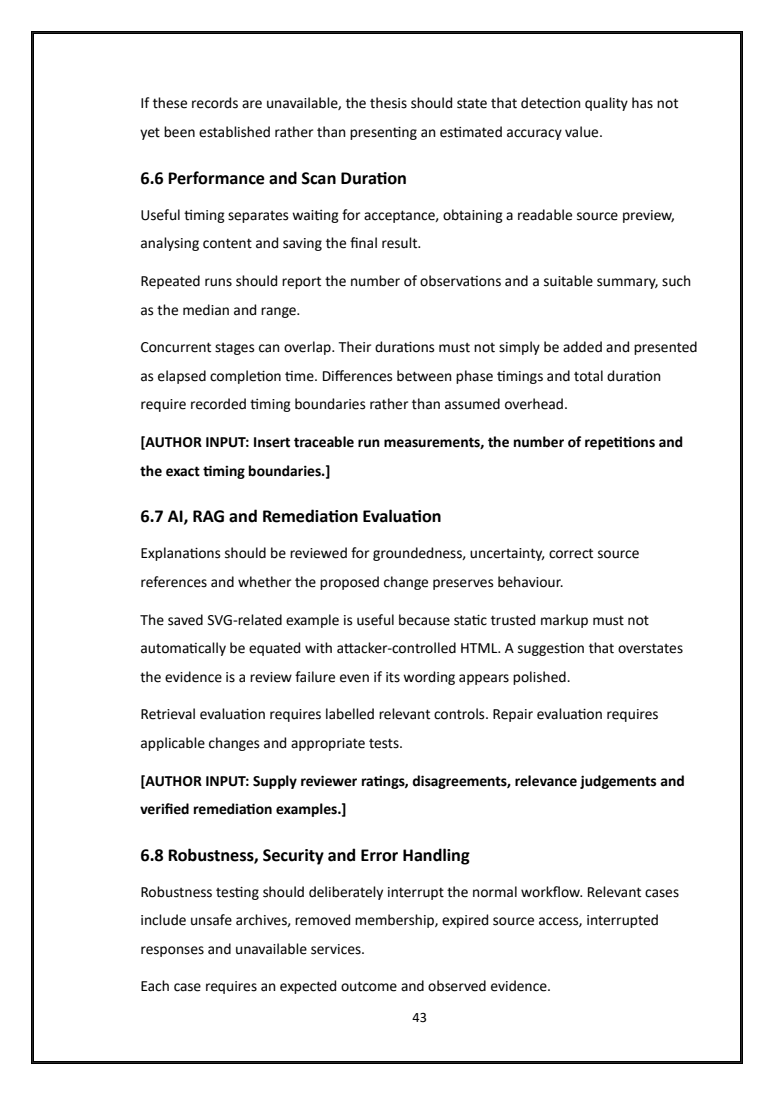 If these records are unavailable, the thesis should state that detection quality has not
yet been established rather than presenting an estimated accuracy value.
6.6 Performance and Scan Duration
Useful timing separates waiting for acceptance, obtaining a readable source preview,
analysing content and saving the final result.
Repeated runs should report the number of observations and a suitable summary, such
as the median and range.
Concurrent stages can overlap. Their durations must not simply be added and presented
as elapsed completion time. Differences between phase timings and total duration
require recorded timing boundaries rather than assumed overhead.
[AUTHOR INPUT: Insert traceable run measurements, the number of repetitions and
the exact timing boundaries.]
6.7 AI, RAG and Remediation Evaluation
Explanations should be reviewed for groundedness, uncertainty, correct source
references and whether the proposed change preserves behaviour.
The saved SVG-related example is useful because static trusted markup must not
automatically be equated with attacker-controlled HTML. A suggestion that overstates
the evidence is a review failure even if its wording appears polished.
Retrieval evaluation requires labelled relevant controls. Repair evaluation requires
applicable changes and appropriate tests.
[AUTHOR INPUT: Supply reviewer ratings, disagreements, relevance judgements and
verified remediation examples.]
6.8 Robustness, Security and Error Handling
Robustness testing should deliberately interrupt the normal workflow. Relevant cases
include unsafe archives, removed membership, expired source access, interrupted
responses and unavailable services.
Each case requires an expected outcome and observed evidence.
43